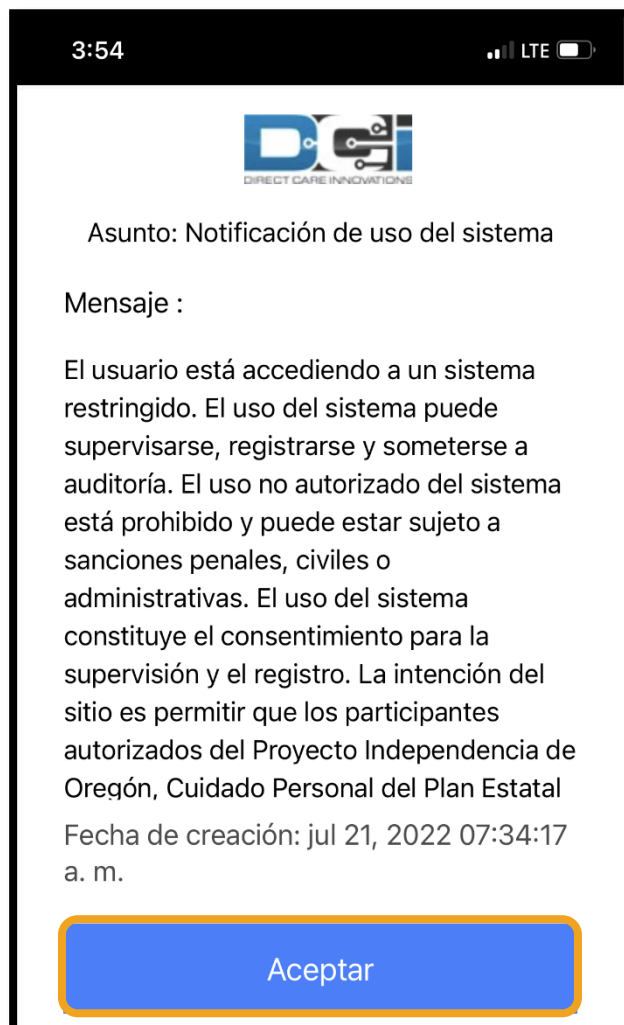 3:54
LTE
DCi
DIRECT CARE INNOVATIONS
Asunto: Notificación de uso del sistema
Mensaje :
El usuario está accediendo a un sistema
restringido. El uso del sistema puede
supervisarse, registrarse y someterse a
auditoría. El uso no autorizado del sistema
está prohibido y puede estar sujeto a
sanciones penales, civiles o
administrativas. El uso del sistema
constituye el consentimiento para la
supervisión y el registro. La intención del
sitio es permitir que los participantes
autorizados del Proyecto Independencia de
Oregón, Cuidado Personal del Plan Estatal
Fecha de creación: jul 21, 2022 07:34:17
a. m.
Aceptar